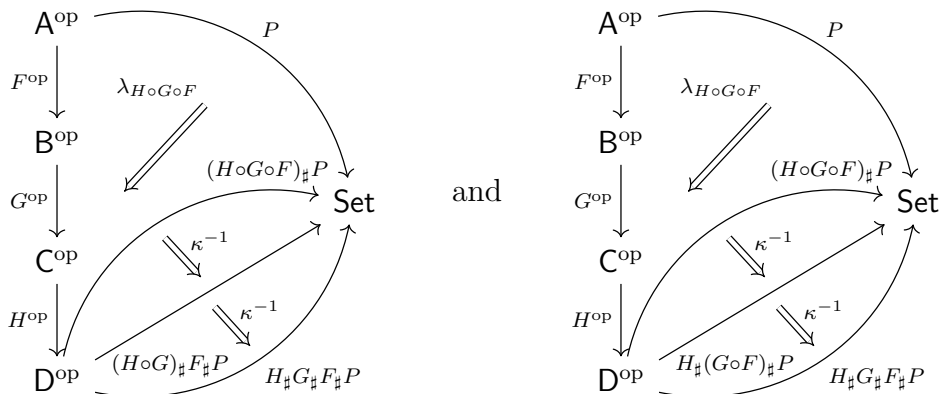 A^op P A^op P
F^op λ_{H∘G∘F} F^op λ_{H∘G∘F}
B^op B^op
G^op (H∘G∘F)_♯P G^op (H∘G∘F)_♯P
Set and Set
C^op κ^{-1} C^op κ^{-1}
H^op κ^{-1} H^op κ^{-1}
(H∘G)_♯F_♯P H_♯G_♯F_♯P H_♯(G∘F)_♯P H_♯G_♯F_♯P
D^op D^op